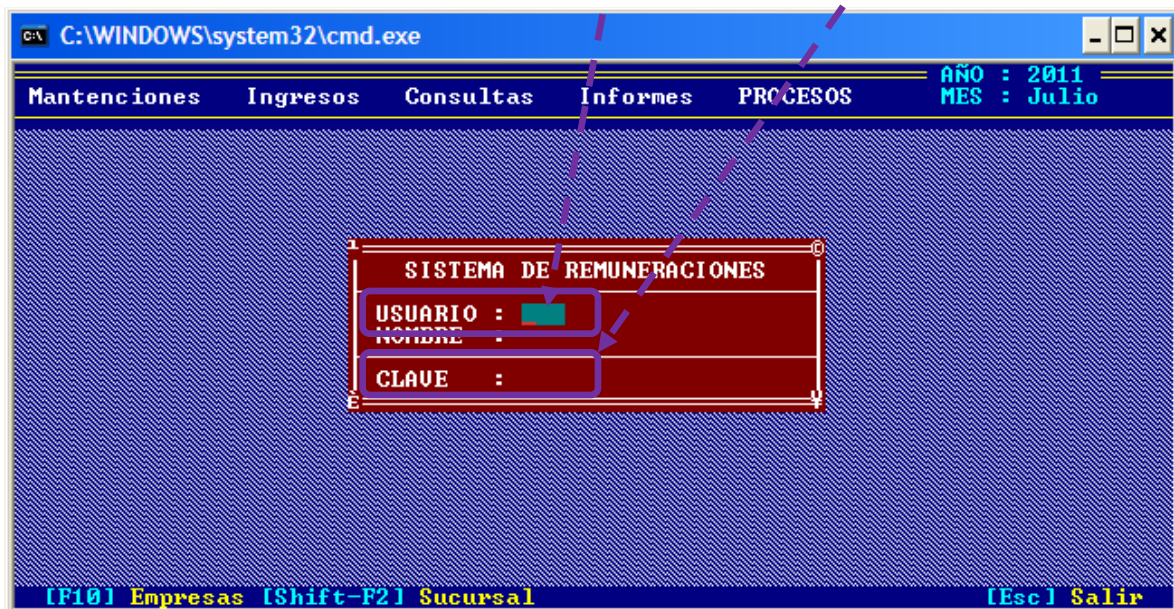 C:\WINDOWS\system32\cmd.exe
AÑO : 2011
Mantenciones Ingresos Consultas Informes PROCESOS MES : Julio
SISTEMA DE REMUNERACIONES
USUARIO :
NOMBRE :
CLAVE :
[F10] Empresas [Shift-F2] Sucursal [Esc] Salir